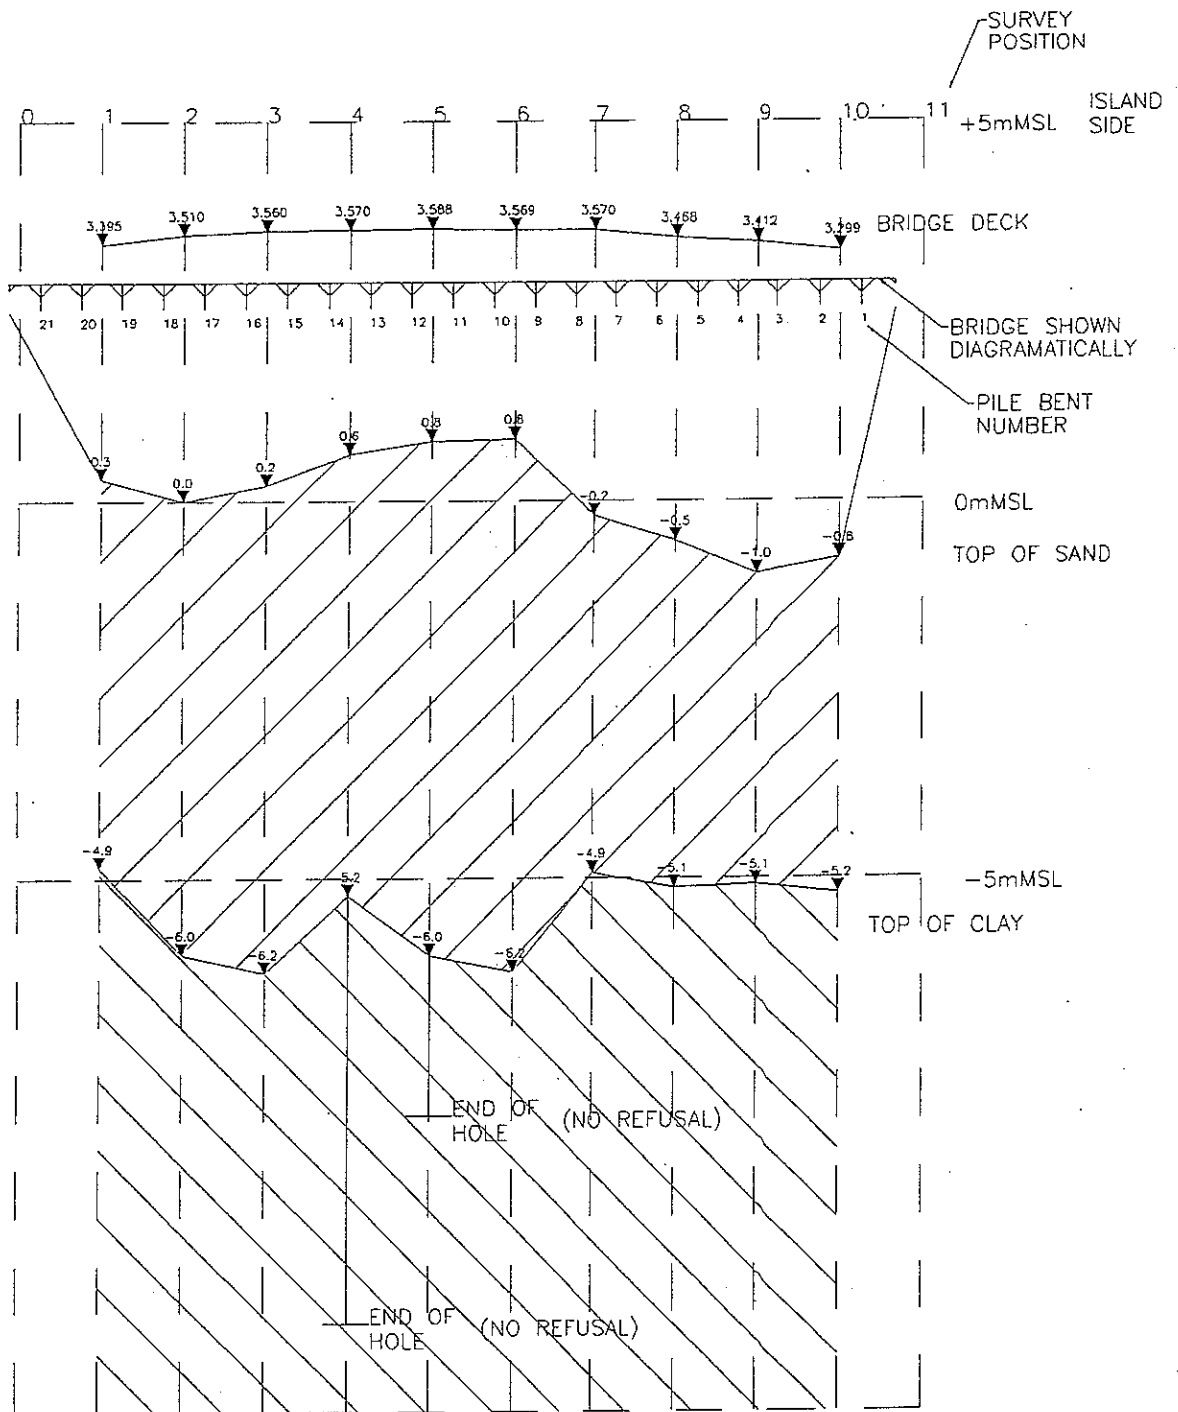 SURVEY
POSITION
0 1 2 3 4 5 6 7 8 9 10 11
+5mMSL
ISLAND
SIDE
3.395 3.510 3.560 3.570 3.588 3.569 3.570 3.468 3.412 3.299
BRIDGE DECK
21 20 19 18 17 16 15 14 13 12 11 10 9 8 7 6 5 4 3 2 1
BRIDGE SHOWN
DIAGRAMATICALLY
PILE BENT
NUMBER
0.3 0.0 0.2 0.6 0.8 0.8 -0.2 -0.5 -1.0 -0.8
0mMSL
TOP OF SAND
-4.9 -6.0 -6.2 5.2 -6.0 -6.2 -4.9 -5.1 -5.1 -5.2
-5mMSL
TOP OF CLAY
END OF
HOLE
(NO REFUSAL)
END OF
HOLE
(NO REFUSAL)